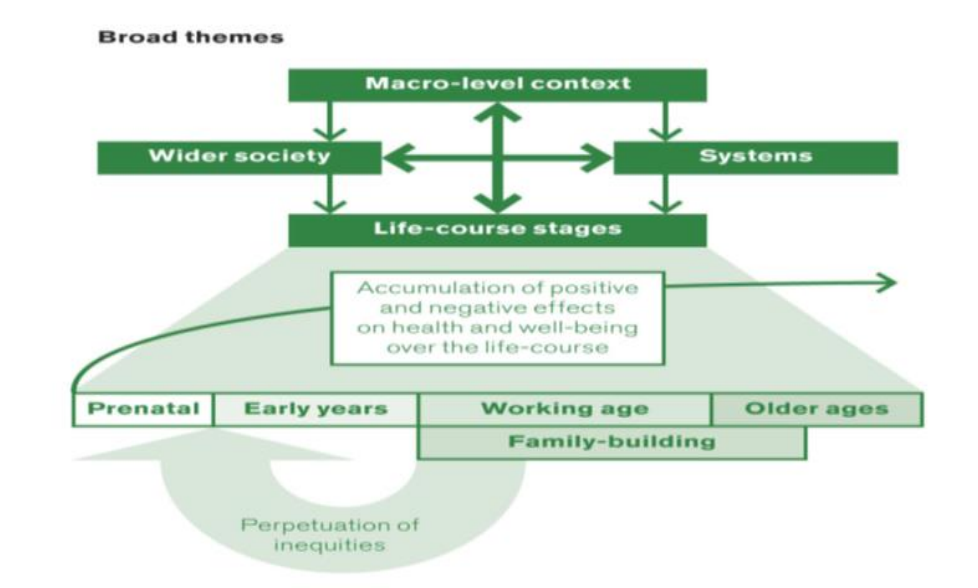 Broad themes
Macro-level context
Wider society
Systems
Life-course stages
Accumulation of positive
and negative effects
on health and well-being
over the life-course
Prenatal
Early years
Working age
Older ages
Family-building
Perpetuation of
inequities